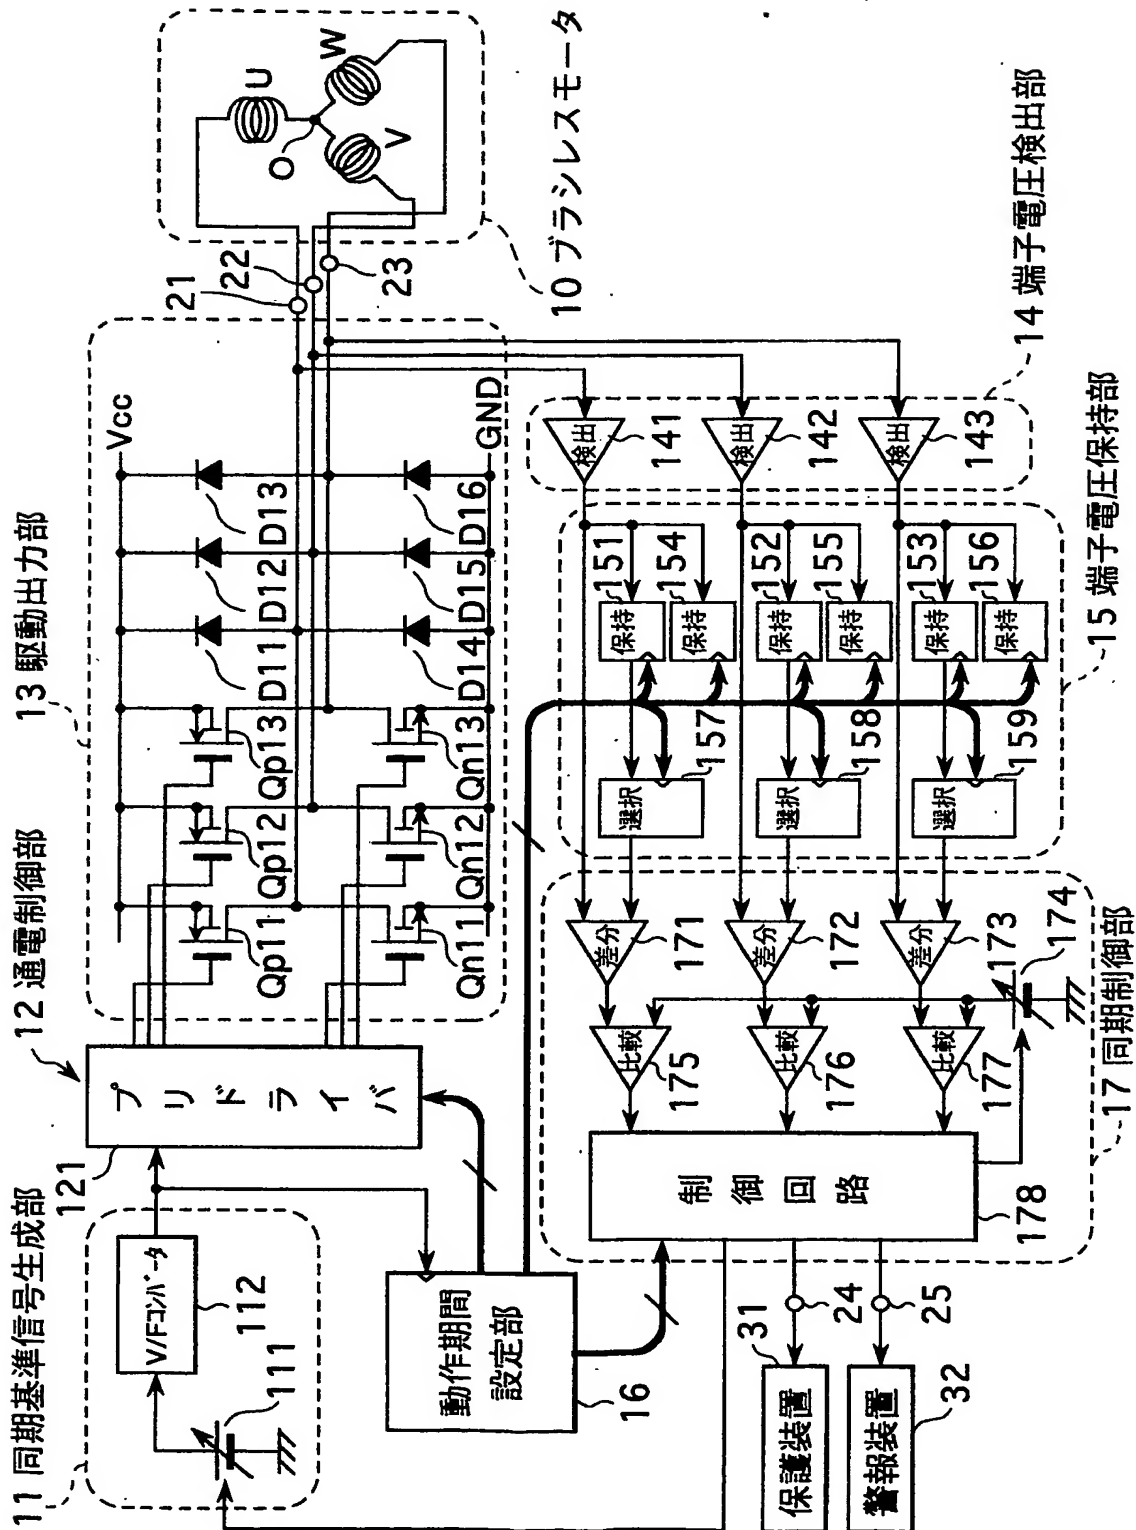 11 同期基準信号生成部
V/Fコンバータ
112
111
121
12 通電制御部
プリドライバ
13 駆動出力部
Vcc
GND
Qp11
Qp12
Qp13
Qn11
Qn12
Qn13
D11
D12
D13
D14
D15
D16
21
22
23
U
V
W
O
10 ブラシレスモータ
14 端子電圧検出部
検出
141
検出
142
検出
143
15 端子電圧保持部
保持
151
保持
154
保持
152
保持
155
保持
153
保持
156
選択
157
選択
158
選択
159
17 同期制御部
差分
171
差分
172
差分
173
174
比較
175
比較
176
比較
177
制御回路
178
動作期間
設定部
16
24
25
31
保護装置
警報装置
32